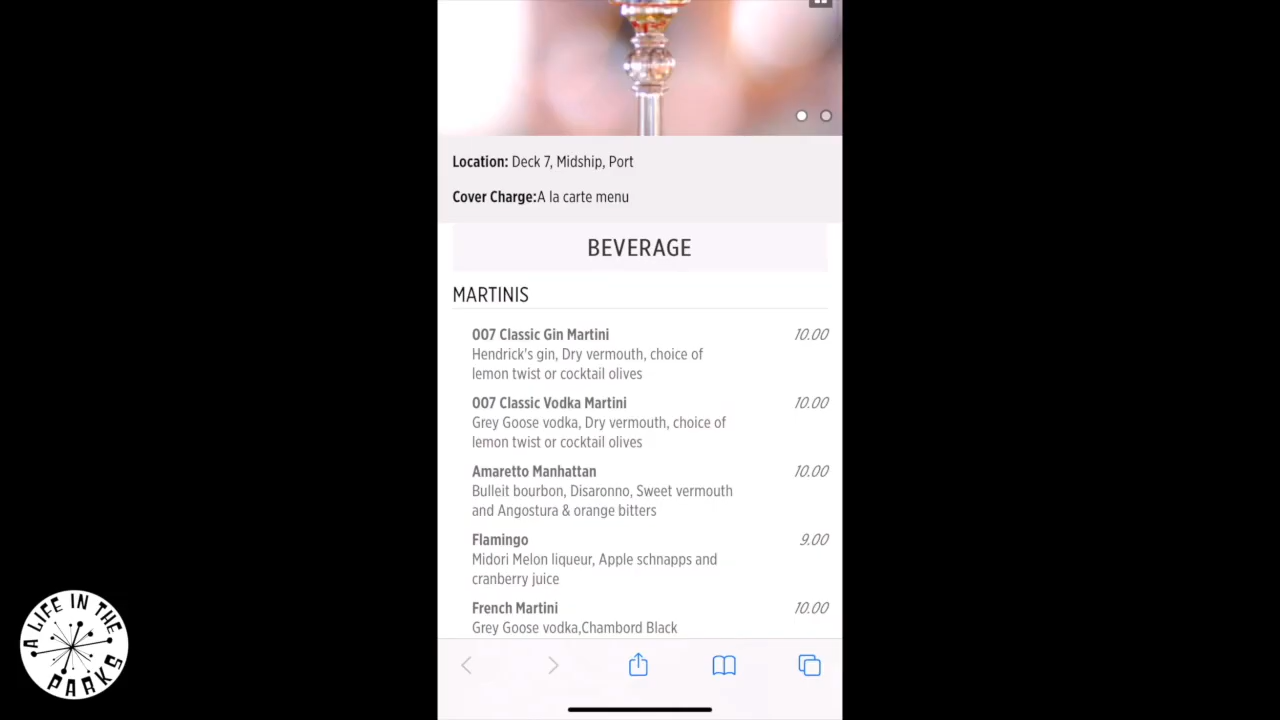 Location: Deck 7, Midship, Port
Cover Charge:A la carte menu
BEVERAGE
MARTINIS
007 Classic Gin Martini 10.00
Hendrick's gin, Dry vermouth, choice of
lemon twist or cocktail olives
007 Classic Vodka Martini 10.00
Grey Goose vodka, Dry vermouth, choice of
lemon twist or cocktail olives
Amaretto Manhattan 10.00
Bulleit bourbon, Disaronno, Sweet vermouth
and Angostura & orange bitters
Flamingo 9.00
Midori Melon liqueur, Apple schnapps and
cranberry juice
French Martini 10.00
Grey Goose vodka,Chambord Black
A LIFE IN THE
PARKS